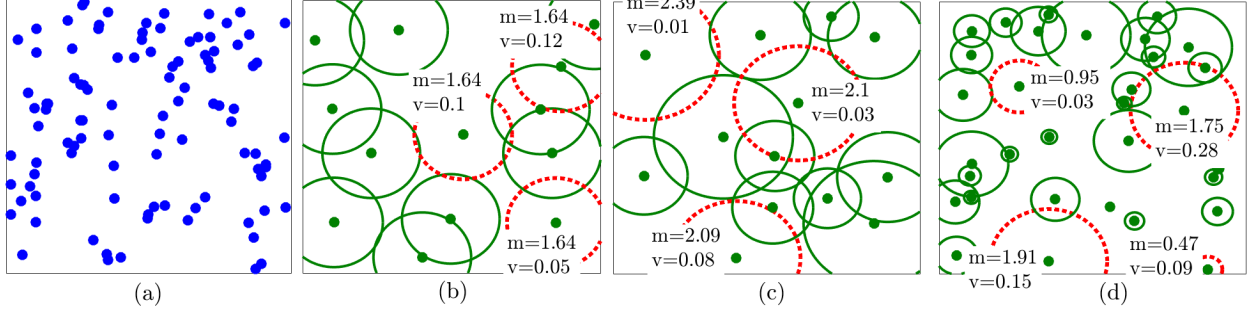 m=1.64
v=0.12
m=1.64
v=0.1
m=1.64
v=0.05
m=2.39
v=0.01
m=2.1
v=0.03
m=2.09
v=0.08
m=0.95
v=0.03
m=1.75
v=0.28
m=1.91
v=0.15
m=0.47
v=0.09
(a)
(b)
(c)
(d)